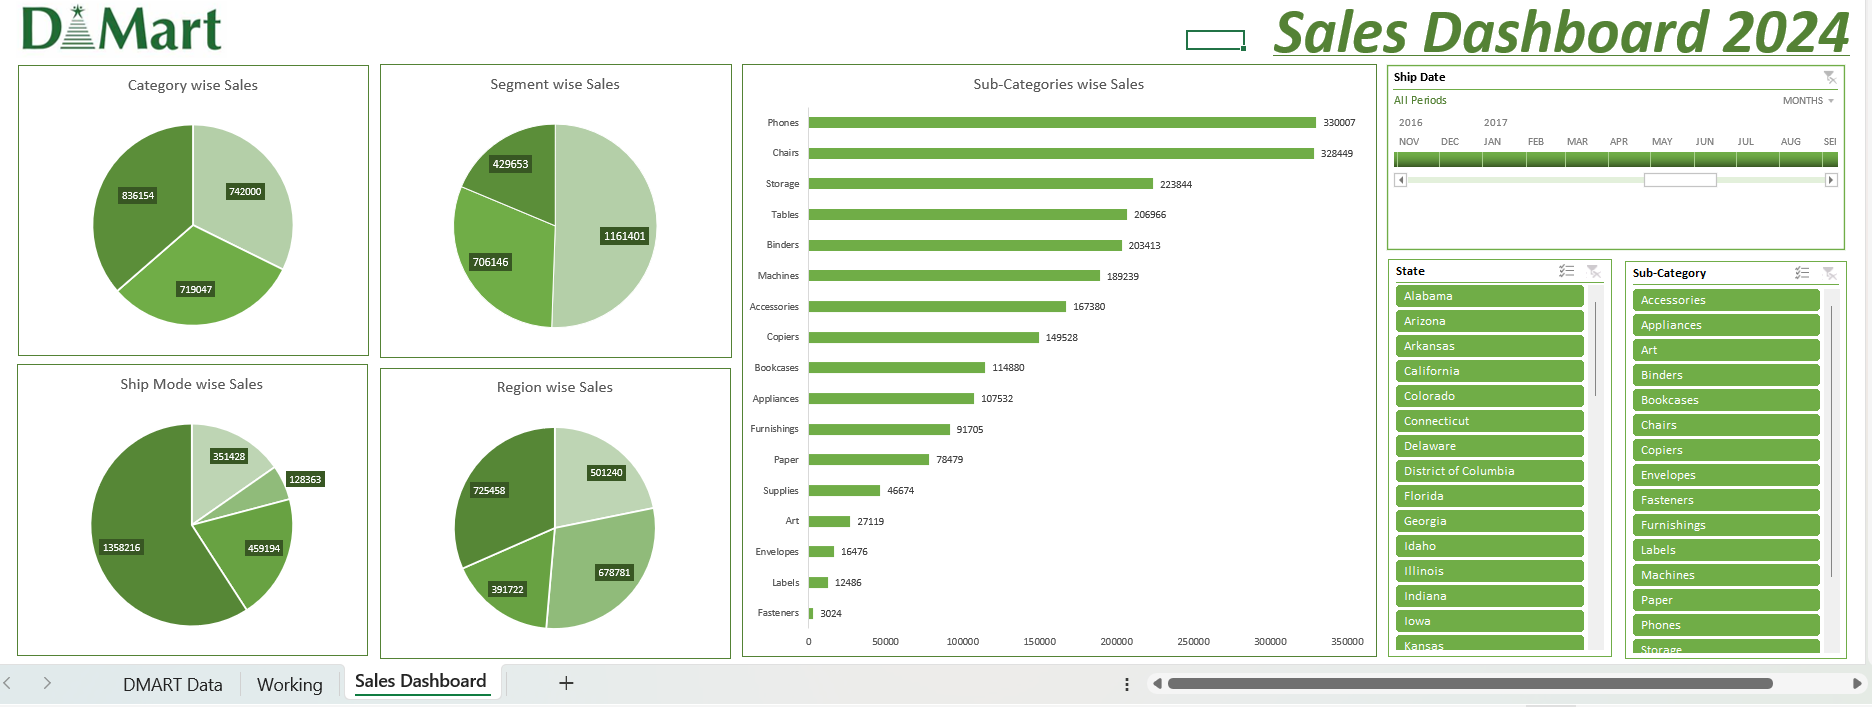 D Mart
Sales Dashboard 2024
Category wise Sales
836154
742000
719047
Segment wise Sales
429653
1161401
706146
Ship Mode wise Sales
351428
128363
1358216
459194
Region wise Sales
725458
501240
391722
678781
Sub-Categories wise Sales
Phones 330007
Chairs 328449
Storage 223844
Tables 206966
Binders 203413
Machines 189239
Accessories 167380
Copiers 149528
Bookcases 114880
Appliances 107532
Furnishings 91705
Paper 78479
Supplies 46674
Art 27119
Envelopes 16476
Labels 12486
Fasteners 3024
0 50000 100000 150000 200000 250000 300000 350000
Ship Date
All Periods MONTHS
2016 2017
NOV DEC JAN FEB MAR APR MAY JUN JUL AUG SEI
State
Alabama
Arizona
Arkansas
California
Colorado
Connecticut
Delaware
District of Columbia
Florida
Georgia
Idaho
Illinois
Indiana
Iowa
Kansas
Sub-Category
Accessories
Appliances
Art
Binders
Bookcases
Chairs
Copiers
Envelopes
Fasteners
Furnishings
Labels
Machines
Paper
Phones
Storage
DMART Data Working Sales Dashboard